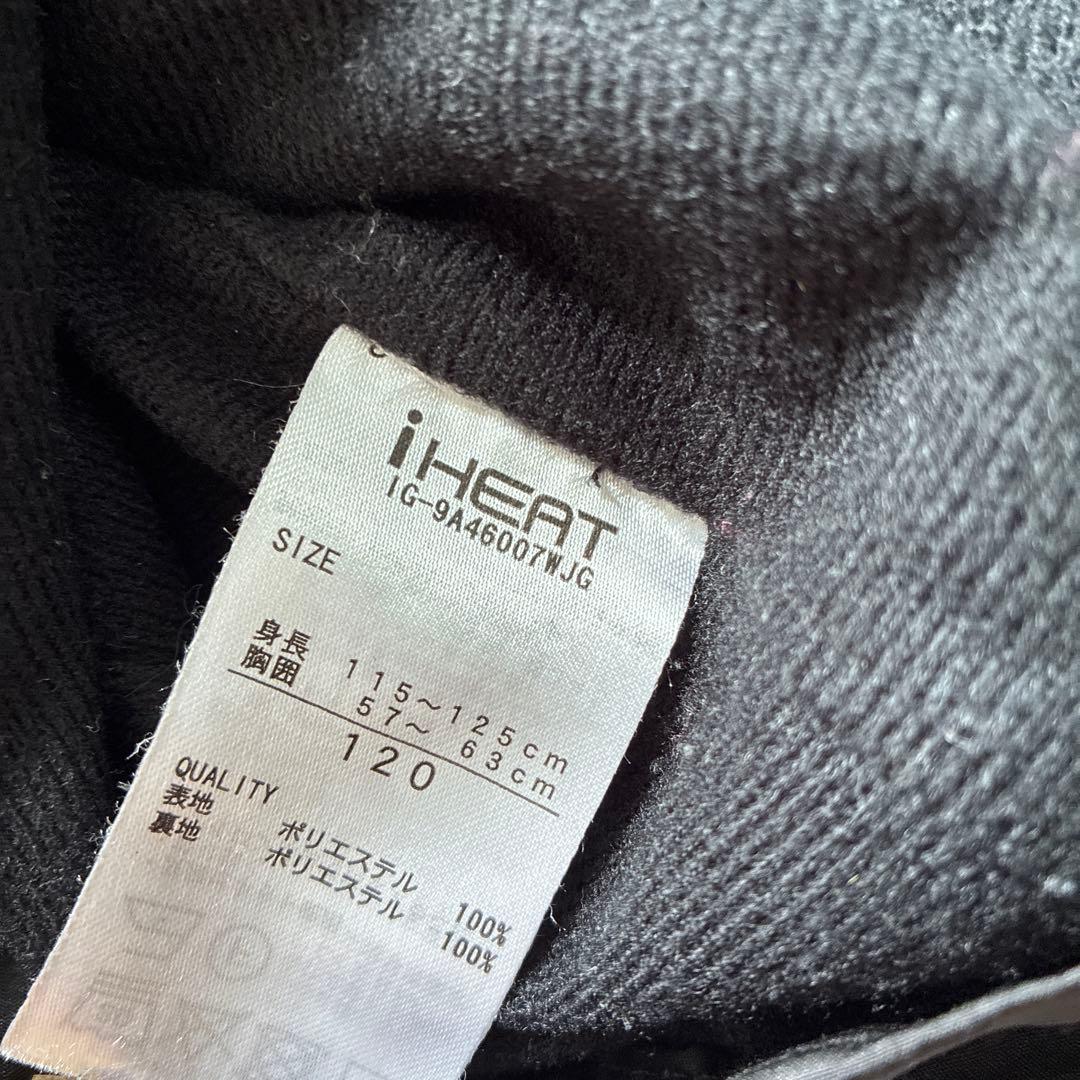 iHEAT
IG-9A46007WJG
SIZE
身長 115～125cm
胸囲 57～ 63cm
120
QUALITY
表地 ポリエステル 100%
裏地 ポリエステル 100%